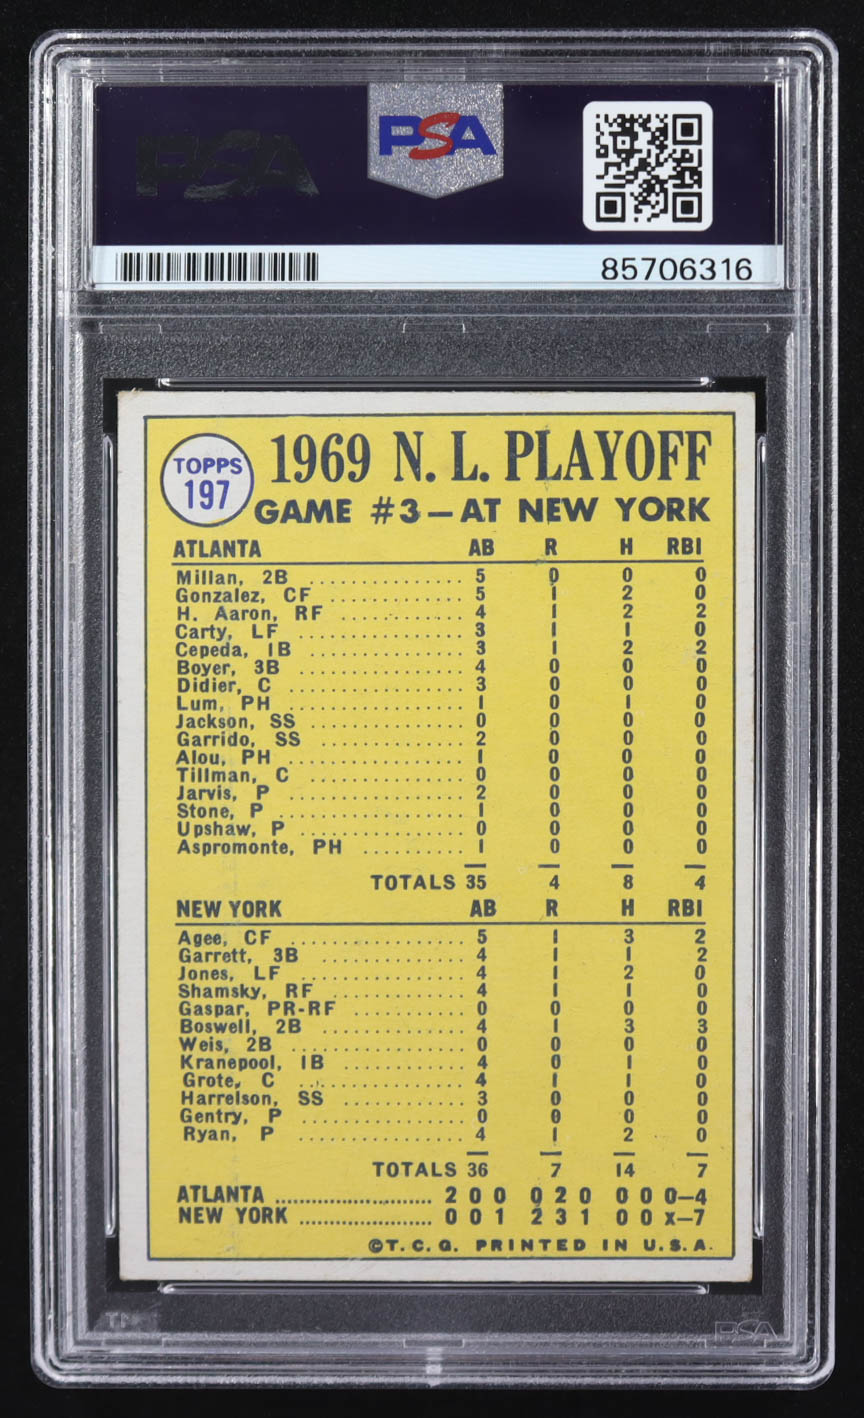 PSA
PSA
85706316
TOPPS
197
1969 N. L. PLAYOFF
GAME #3—AT NEW YORK
ATLANTA AB R H RBI
Millan, 2B ............... 5 0 0 0
Gonzalez, CF ............. 5 1 2 0
H. Aaron, RF ............ 4 1 2 2
Carty, LF ................ 3 1 1 0
Cepeda, 1B .............. 3 1 2 2
Boyer, 3B ................ 4 0 0 0
Didier, C ................. 3 0 0 0
Lum, PH ................. 1 0 1 0
Jackson, SS .............. 0 0 0 0
Garrido, SS .............. 2 0 0 0
Alou, PH ................. 1 0 0 0
Tillman, C ............... 0 0 0 0
Jarvis, P ................. 2 0 0 0
Stone, P ................. 1 0 0 0
Upshaw, P ............... 0 0 0 0
Aspromonte, PH .......... 1 0 0 0
TOTALS 35 4 8 4
NEW YORK AB R H RBI
Agee, CF ................. 5 1 3 2
Garrett, 3B .............. 4 1 1 2
Jones, LF ................ 4 1 2 0
Shamsky, RF ............. 4 1 1 0
Gaspar, PR-RF ........... 0 0 0 0
Boswell, 2B .............. 4 1 3 3
Weis, 2B ................. 0 0 0 0
Kranepool, 1B ............ 4 0 1 0
Grote, C ................. 4 1 1 0
Harrelson, SS ............ 3 0 0 0
Gentry, P ................ 0 0 0 0
Ryan, P .................. 4 1 2 0
TOTALS 36 7 14 7
ATLANTA ......................... 2 0 0 0 2 0 0 0 0—4
NEW YORK ..................... 0 0 1 2 3 1 0 0 x—7
©T.C.G. PRINTED IN U.S.A.
TM
PSA